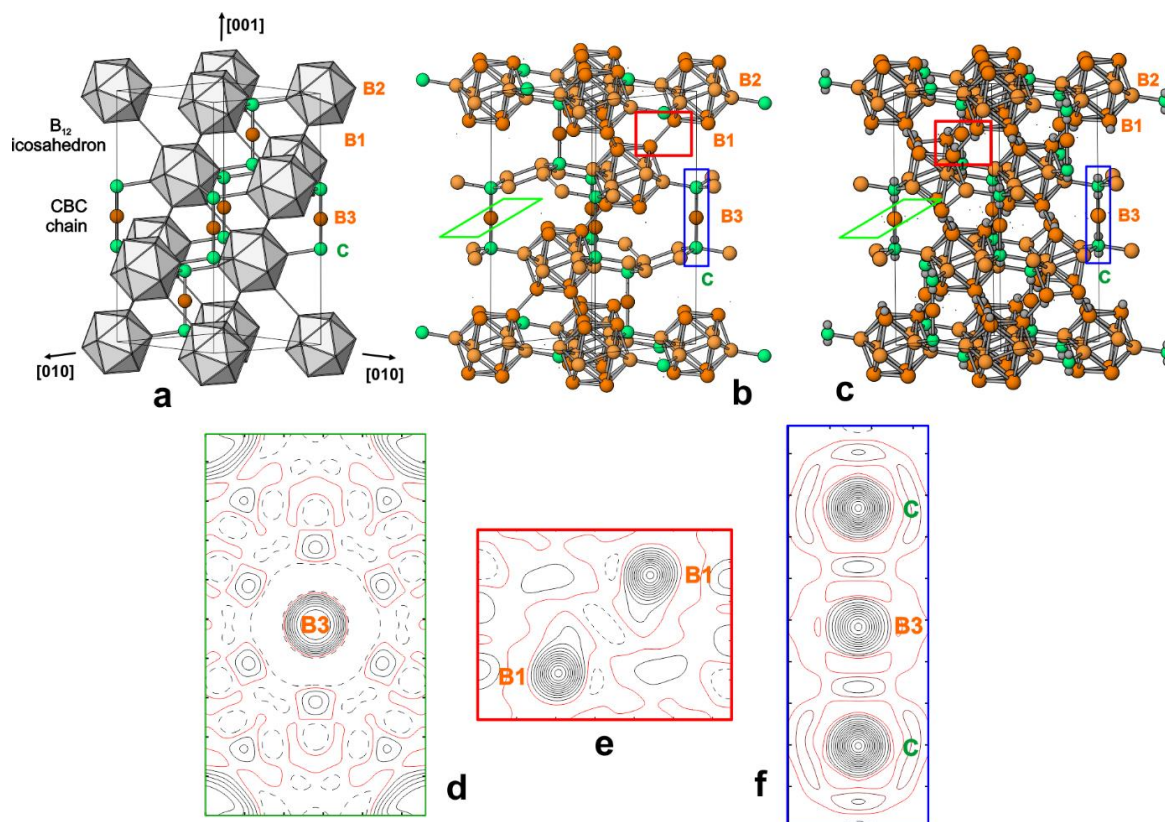 [001]
B2
B₁₂
icosahedron
B1
CBC
chain
B3
C
[010]
[010]
a
B2
B1
B3
C
b
B2
B1
B3
C
c
B3
d
B1
B1
e
C
B3
C
f